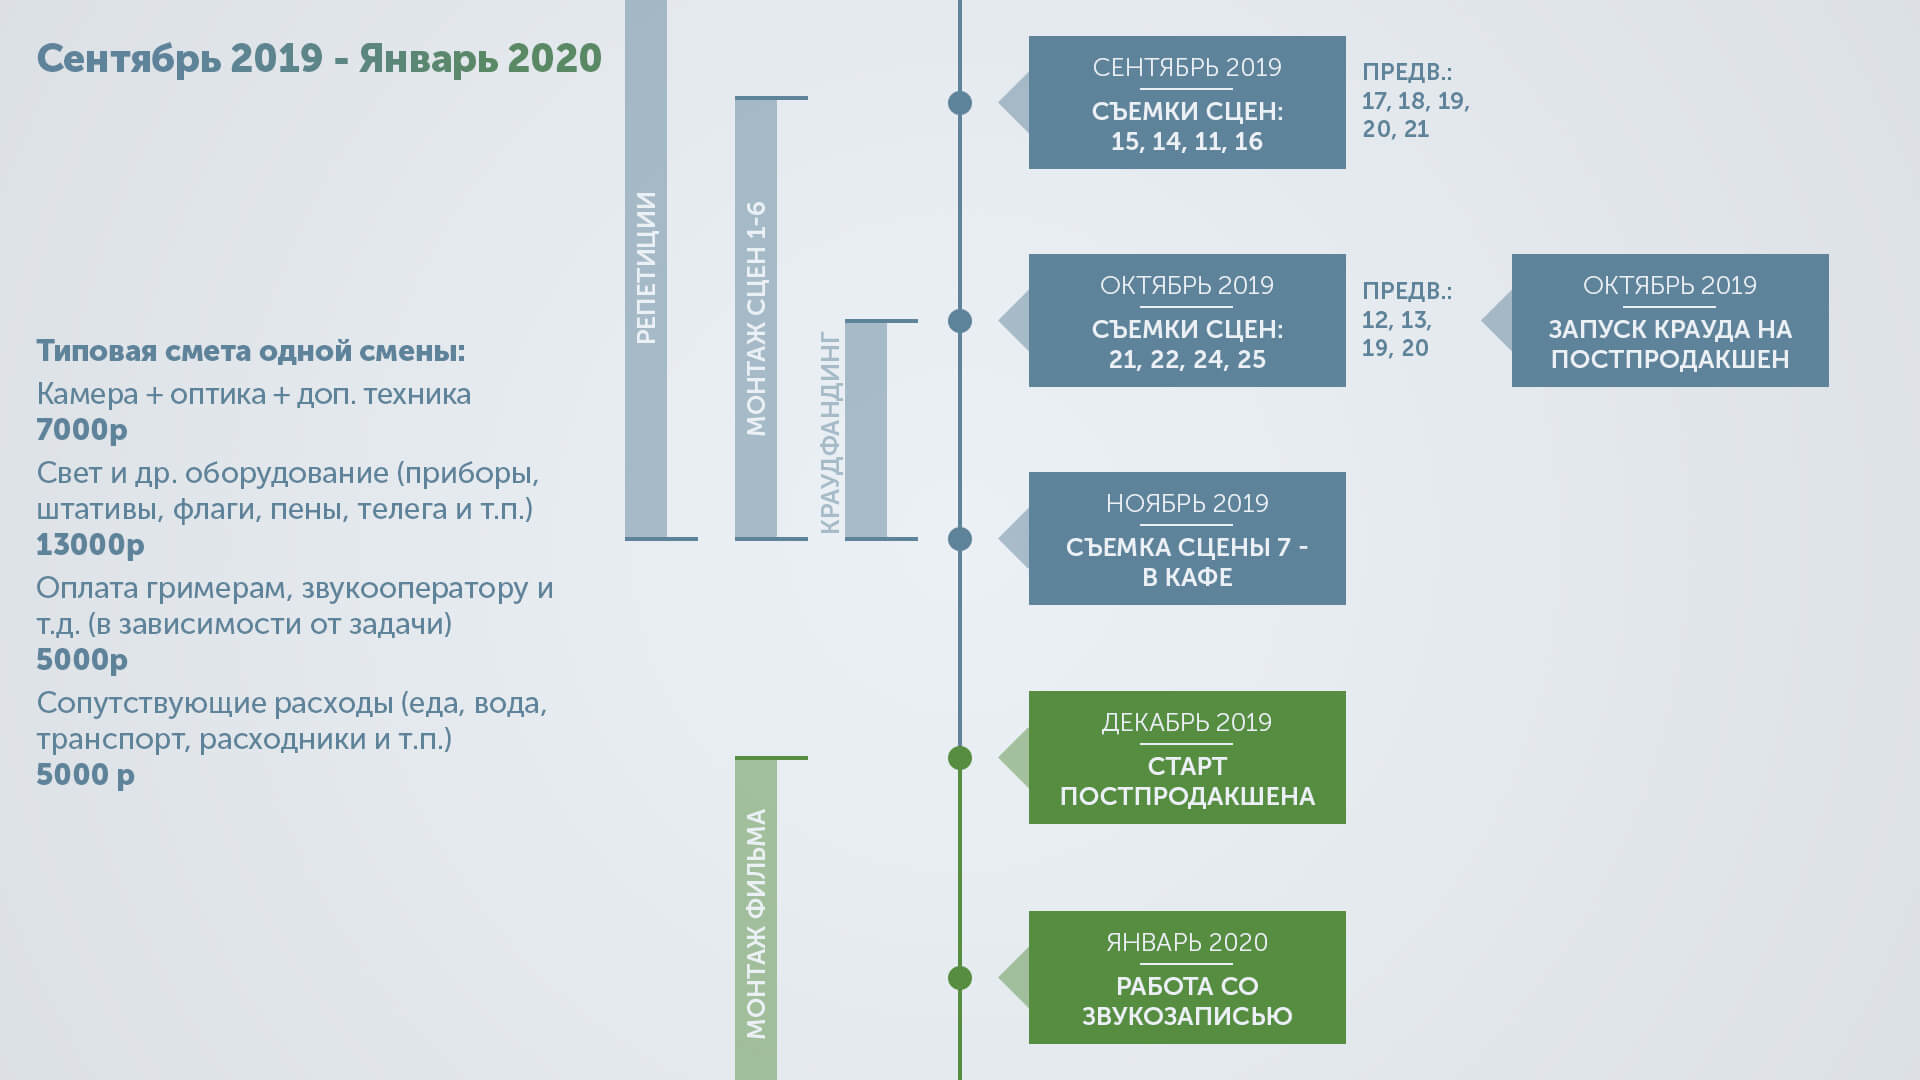 Сентябрь 2019 - Январь 2020
Типовая смета одной смены:
Камера + оптика + доп. техника
7000р
Свет и др. оборудование (приборы,
штативы, флаги, пены, телега и т.п.)
13000р
Оплата гримерам, звукооператору и
т.д. (в зависимости от задачи)
5000р
Сопутствующие расходы (еда, вода,
транспорт, расходники и т.п.)
5000 р
РЕПЕТИЦИИ
МОНТАЖ СЦЕН 1-6
КРАУДФАНДИНГ
МОНТАЖ ФИЛЬМА
СЕНТЯБРЬ 2019
СЪЕМКИ СЦЕН:
15, 14, 11, 16
ПРЕДВ.:
17, 18, 19,
20, 21
ОКТЯБРЬ 2019
СЪЕМКИ СЦЕН:
21, 22, 24, 25
ПРЕДВ.:
12, 13,
19, 20
ОКТЯБРЬ 2019
ЗАПУСК КРАУДА НА
ПОСТПРОДАКШЕН
НОЯБРЬ 2019
СЪЕМКА СЦЕНЫ 7 -
В КАФЕ
ДЕКАБРЬ 2019
СТАРТ
ПОСТПРОДАКШЕНА
ЯНВАРЬ 2020
РАБОТА СО
ЗВУКОЗАПИСЬЮ